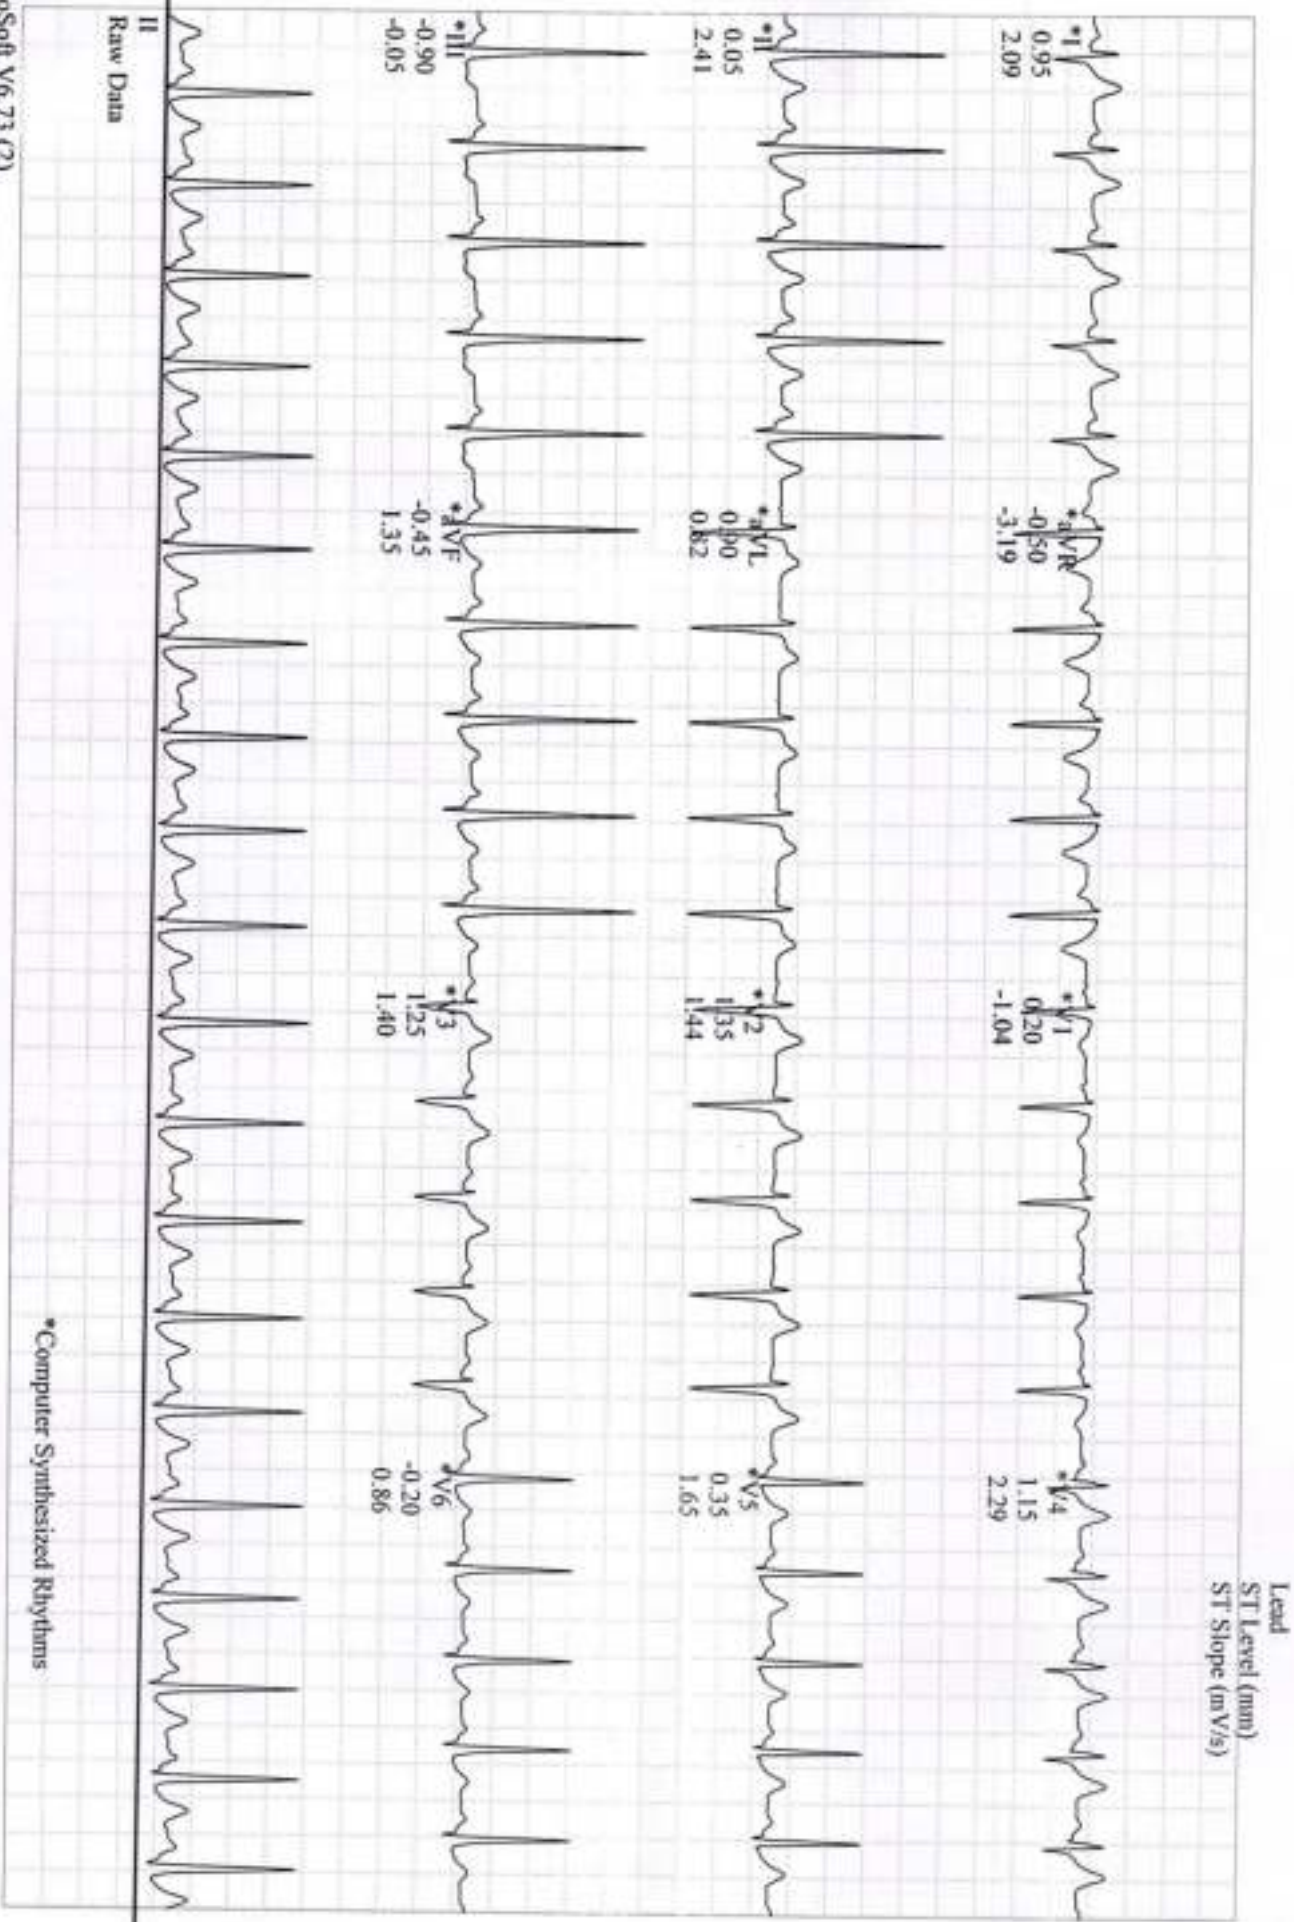 Lead
ST Level (mm)
ST Slope (mV/s)
*I
0.95
2.09
*aVR
-0.50
-3.19
*V1
0.20
-1.04
*V4
1.15
2.29
*II
0.05
2.41
*aVL
0.90
0.82
*V2
1.35
1.44
*V5
0.35
1.65
*III
-0.90
-0.05
*aVF
-0.45
1.35
*V3
1.25
1.40
*V6
-0.20
0.86
II
Raw Data
*Computer Synthesized Rhythms
V6.73 (2)